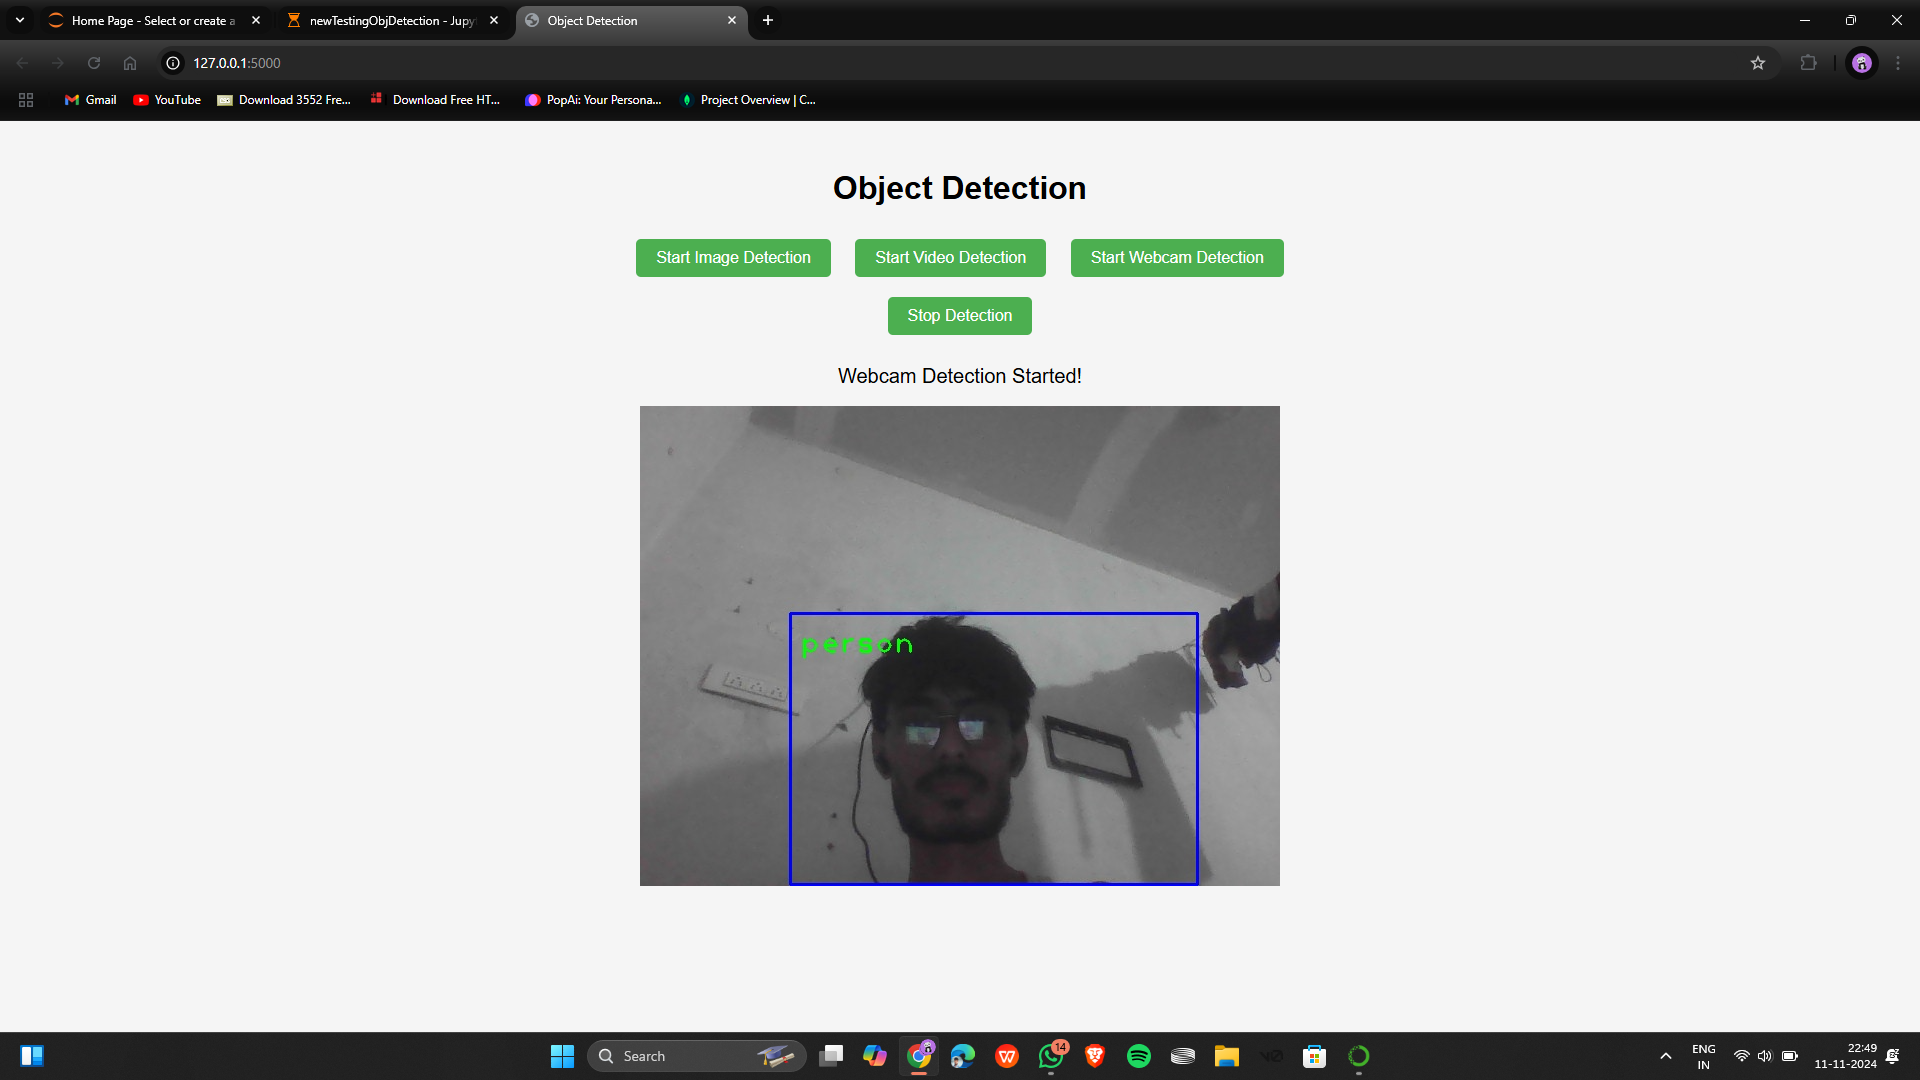 Home Page - Select or create a
newTestingObjDetection - Jupy
Object Detection
127.0.0.1:5000
Gmail
YouTube
Download 3552 Fre...
Download Free HT...
PopAi: Your Persona...
Project Overview | C...
Object Detection
Start Image Detection
Start Video Detection
Start Webcam Detection
Stop Detection
Webcam Detection Started!
person
Search
14
ENG
IN
22:49
11-11-2024